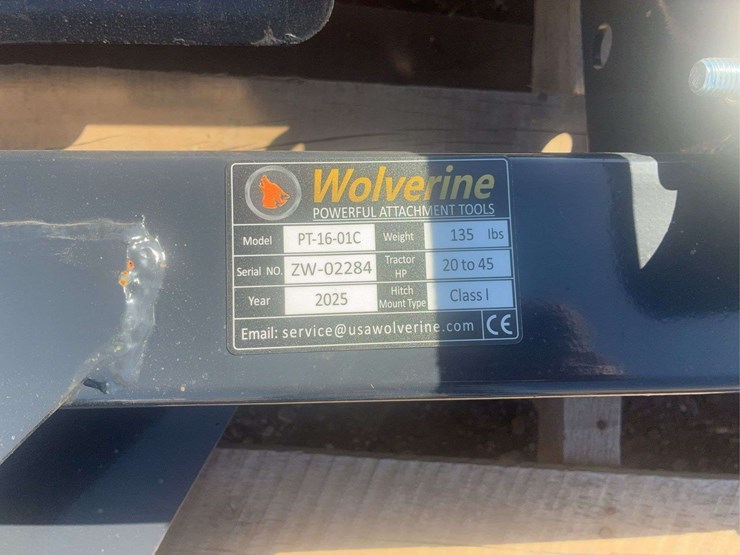 Wolverine
POWERFUL ATTACHMENT TOOLS
Model PT-16-01C Weight 135 lbs
Serial NO. ZW-02284 Tractor HP 20 to 45
Year 2025 Hitch Mount Type Class I
Email: service@usawolverine.com CE